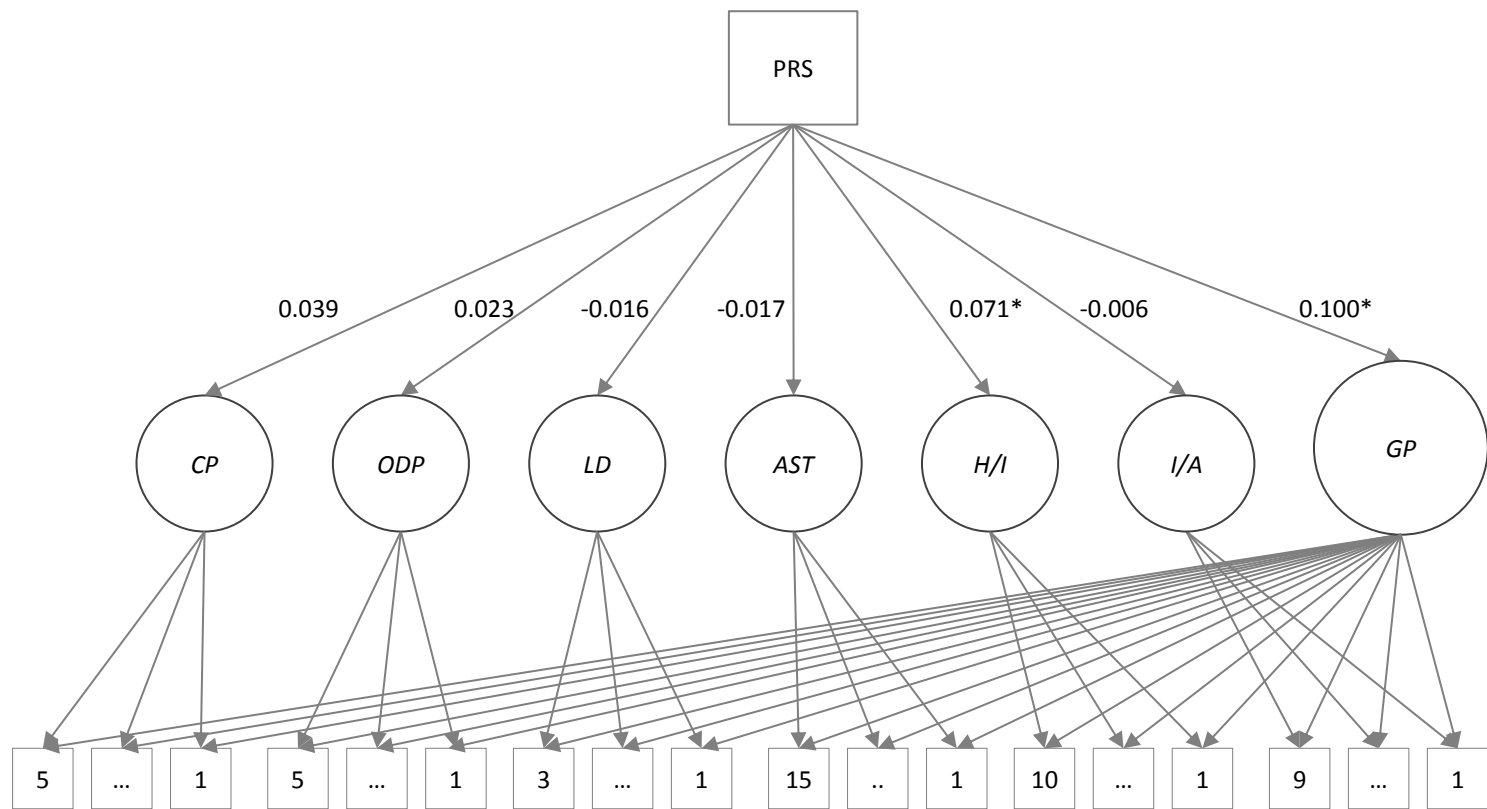 PRS
0.039 0.023 -0.016 -0.017 0.071* -0.006 0.100*
CP ODP LD AST H/I I/A GP
5 ... 1 5 ... 1 3 ... 1 15 .. 1 10 ... 1 9 ... 1